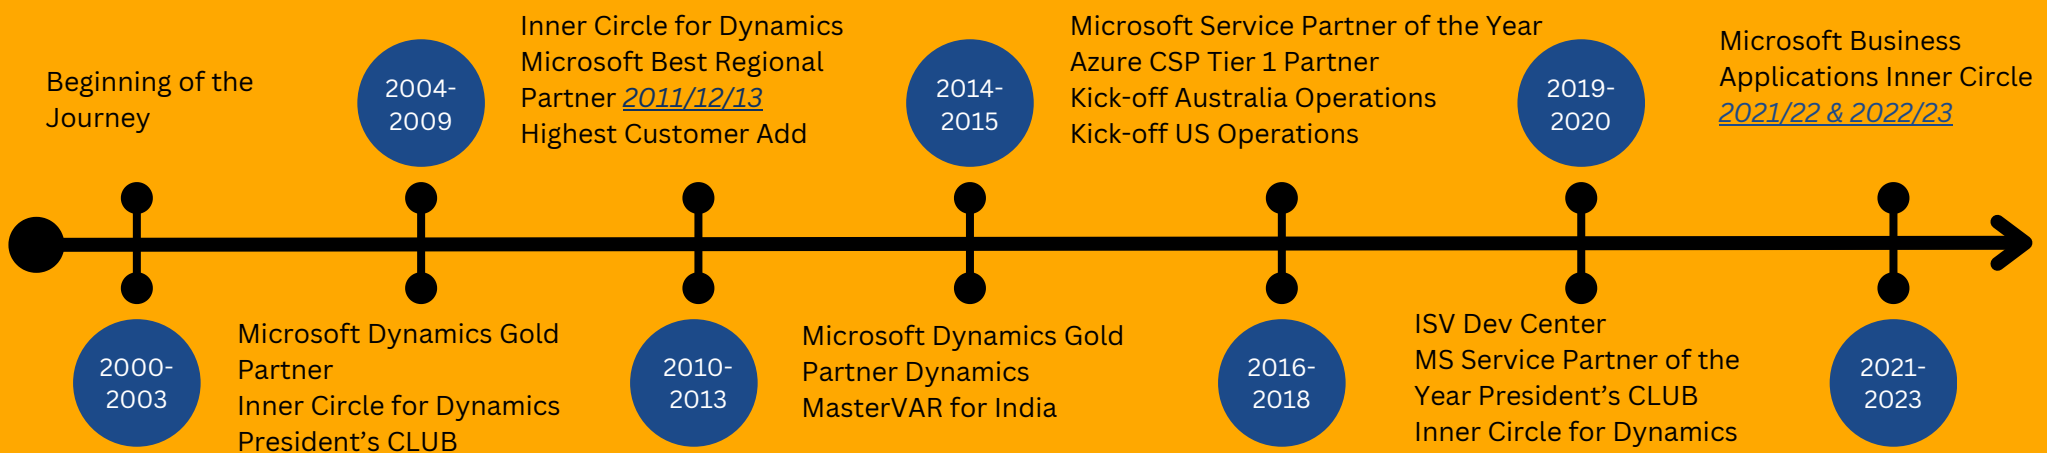 Beginning of the
Journey
2000-
2003
2004-
2009
Microsoft Dynamics Gold
Partner
Inner Circle for Dynamics
President’s CLUB
Inner Circle for Dynamics
Microsoft Best Regional
Partner 2011/12/13
Highest Customer Add
2010-
2013
2014-
2015
Microsoft Dynamics Gold
Partner Dynamics
MasterVAR for India
Microsoft Service Partner of the Year
Azure CSP Tier 1 Partner
Kick-off Australia Operations
Kick-off US Operations
2016-
2018
2019-
2020
ISV Dev Center
MS Service Partner of the
Year President’s CLUB
Inner Circle for Dynamics
Microsoft Business
Applications Inner Circle
2021/22 & 2022/23
2021-
2023